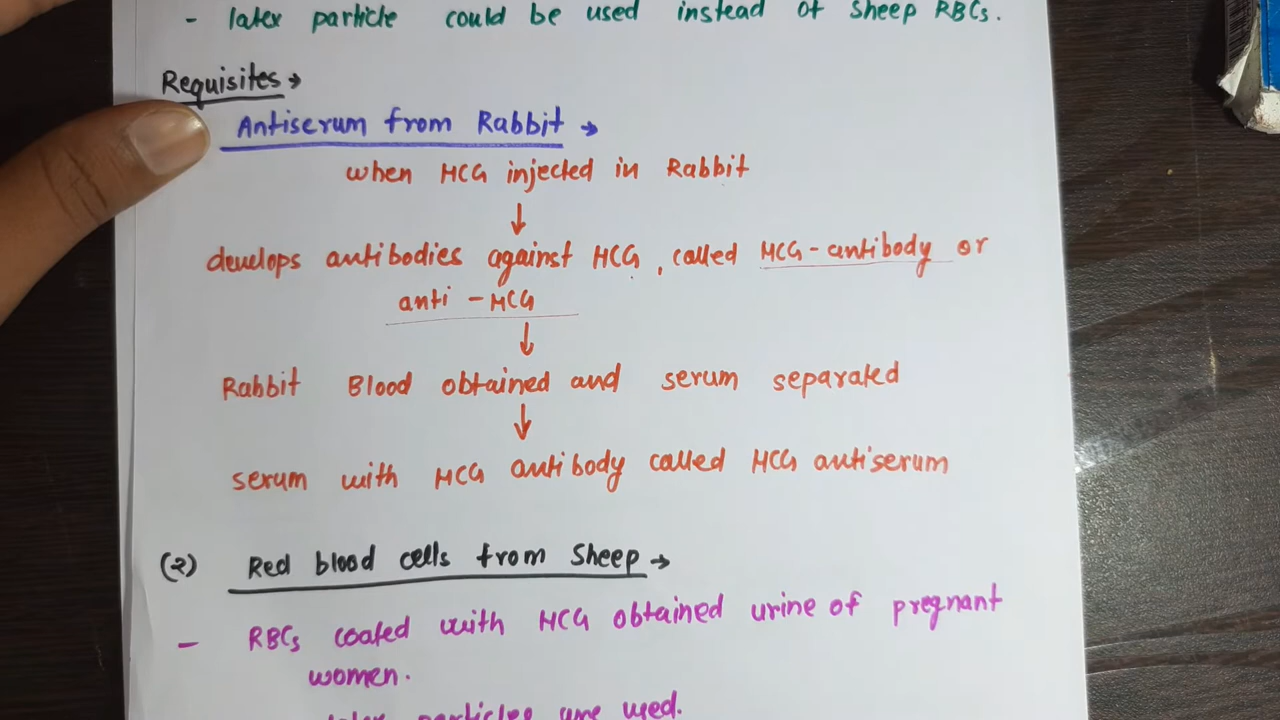 - latex particle could be used instead of sheep RBCs.
Requisites →
Antiserum from Rabbit →
when HCG injected in Rabbit
↓
develops antibodies against HCG, called HCG-antibody or
anti-HCG
↓
Rabbit Blood obtained and serum separated
↓
serum with HCG antibody called HCG antiserum
(2) Red blood cells from Sheep →
- RBCs coated with HCG obtained urine of pregnant
women.
latex particles are used.